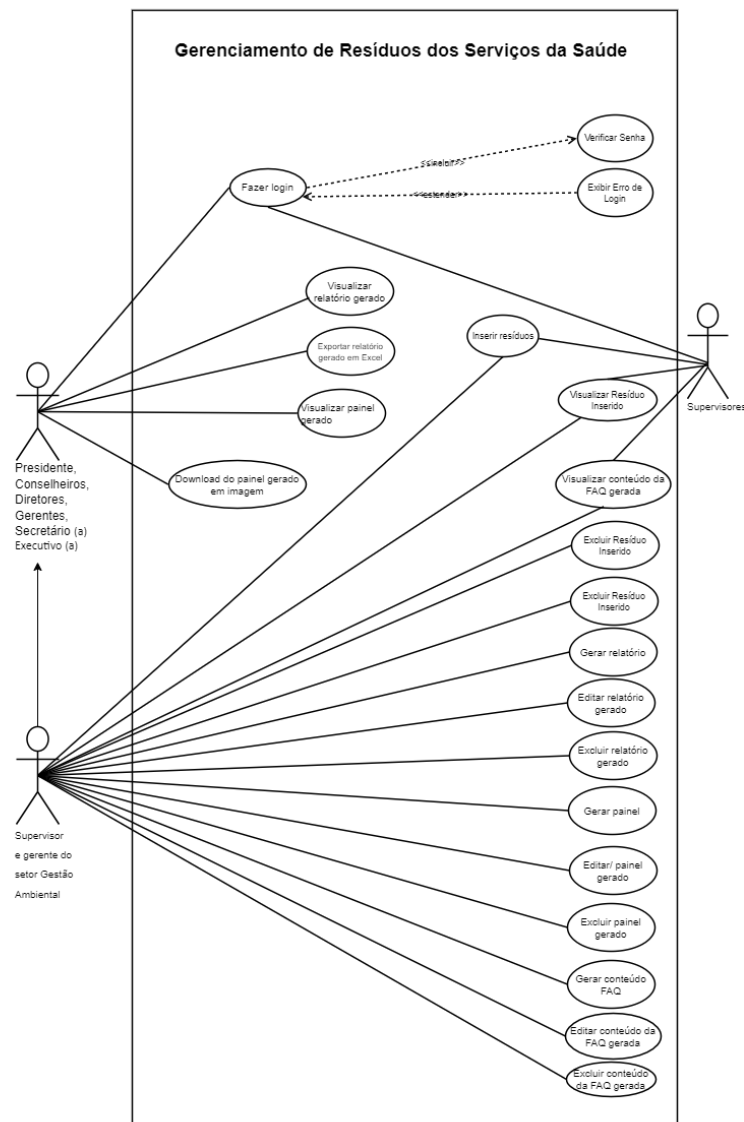 Gerenciamento de Resíduos dos Serviços da Saúde
Verificar Senha
<<incluir>>
Fazer login
Exibir Erro de
Login
<<estender>>
Visualizar
relatório gerado
Inserir resíduos
Exportar relatório
gerado em Excel
Visualizar Resíduo
Inserido
Supervisores
Visualizar painel
gerado
Presidente,
Conselheiros,
Diretores,
Gerentes,
Secretário (a)
Executivo (a)
Download do painel gerado
em imagem
Visualizar conteúdo da
FAQ gerada
Excluir Resíduo
Inserido
Excluir Resíduo
Inserido
Gerar relatório
Editar relatório
gerado
Excluir relatório
gerado
Gerar painel
Supervisor
e gerente do
setor Gestão
Ambiental
Editar/ painel
gerado
Excluir painel
gerado
Gerar conteúdo
FAQ
Editar conteúdo da
FAQ gerada
Excluir conteúdo
da FAQ gerada